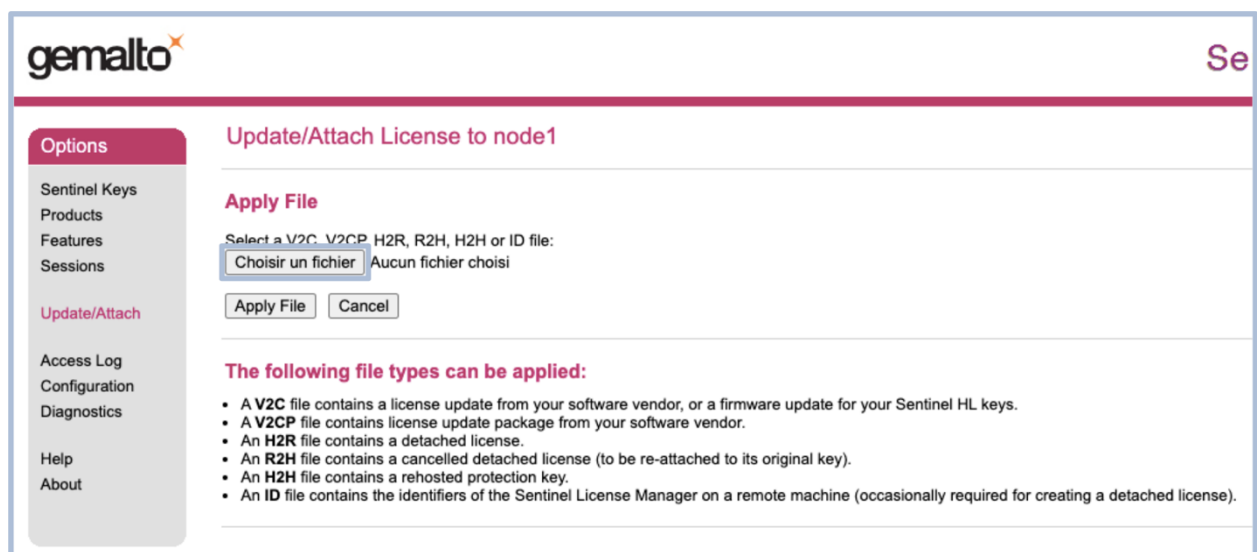 gemalto
Se
Options
Sentinel Keys
Products
Features
Sessions
Update/Attach
Access Log
Configuration
Diagnostics
Help
About
Update/Attach License to node1
Apply File
Select a V2C, V2CP, H2R, R2H, H2H or ID file:
Choisir un fichier Aucun fichier choisi
Apply File Cancel
The following file types can be applied:
• A V2C file contains a license update from your software vendor, or a firmware update for your Sentinel HL keys.
• A V2CP file contains license update package from your software vendor.
• An H2R file contains a detached license.
• An R2H file contains a cancelled detached license (to be re-attached to its original key).
• An H2H file contains a rehosted protection key.
• An ID file contains the identifiers of the Sentinel License Manager on a remote machine (occasionally required for creating a detached license).